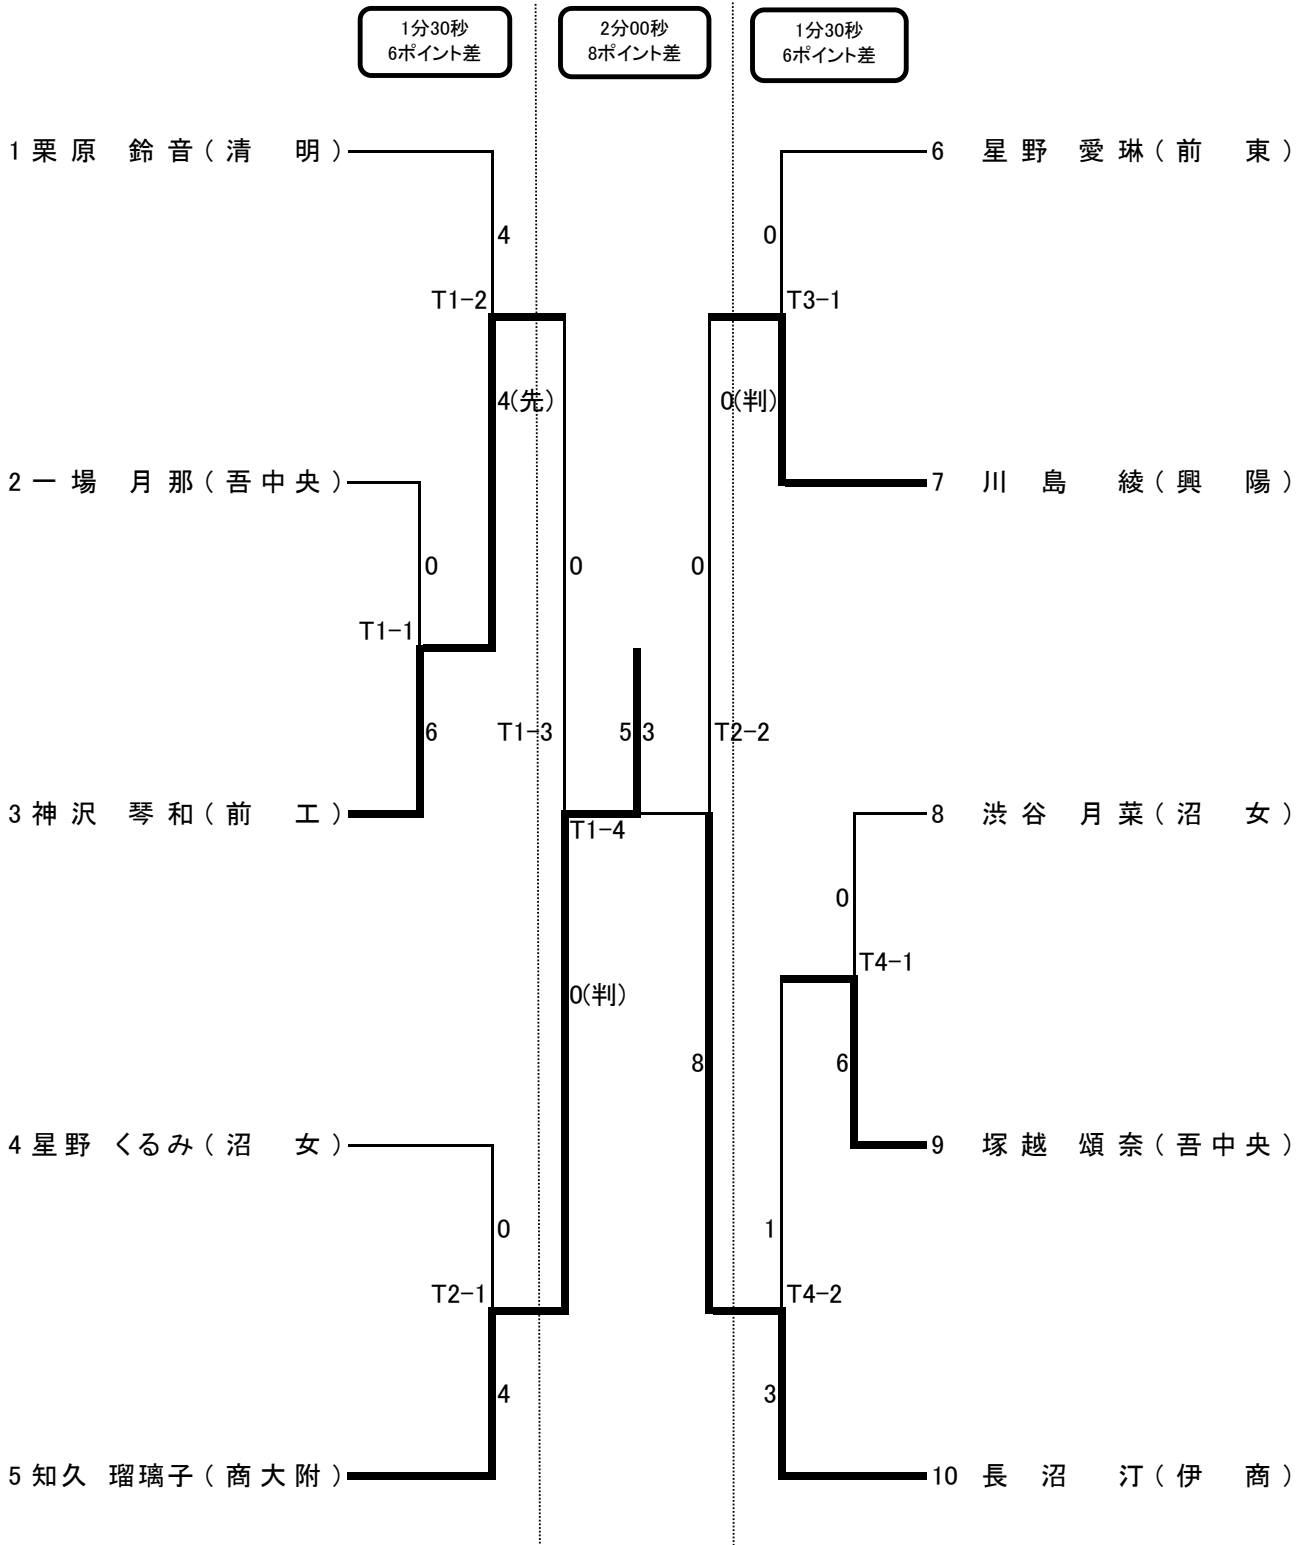 1分30秒
6ポイント差
2分00秒
8ポイント差
1分30秒
6ポイント差
1 栗原 鈴音(清 明)
6 星野 愛琳(前 東)
4
0
T1-2
T3-1
4(先)
0(判)
2 一場 月那(吾中央)
7 川島 綾(興 陽)
0
0
0
T1-1
6
T1-3
5
3
T2-2
3 神沢 琴和(前 工)
8 渋谷 月菜(沼 女)
T1-4
0
T4-1
0(判)
8
6
4 星野 くるみ(沼 女)
9 塚越 頌奈(吾中央)
0
1
T2-1
T4-2
4
3
5 知久 瑠璃子(商大附)
10 長沼 汀(伊 商)